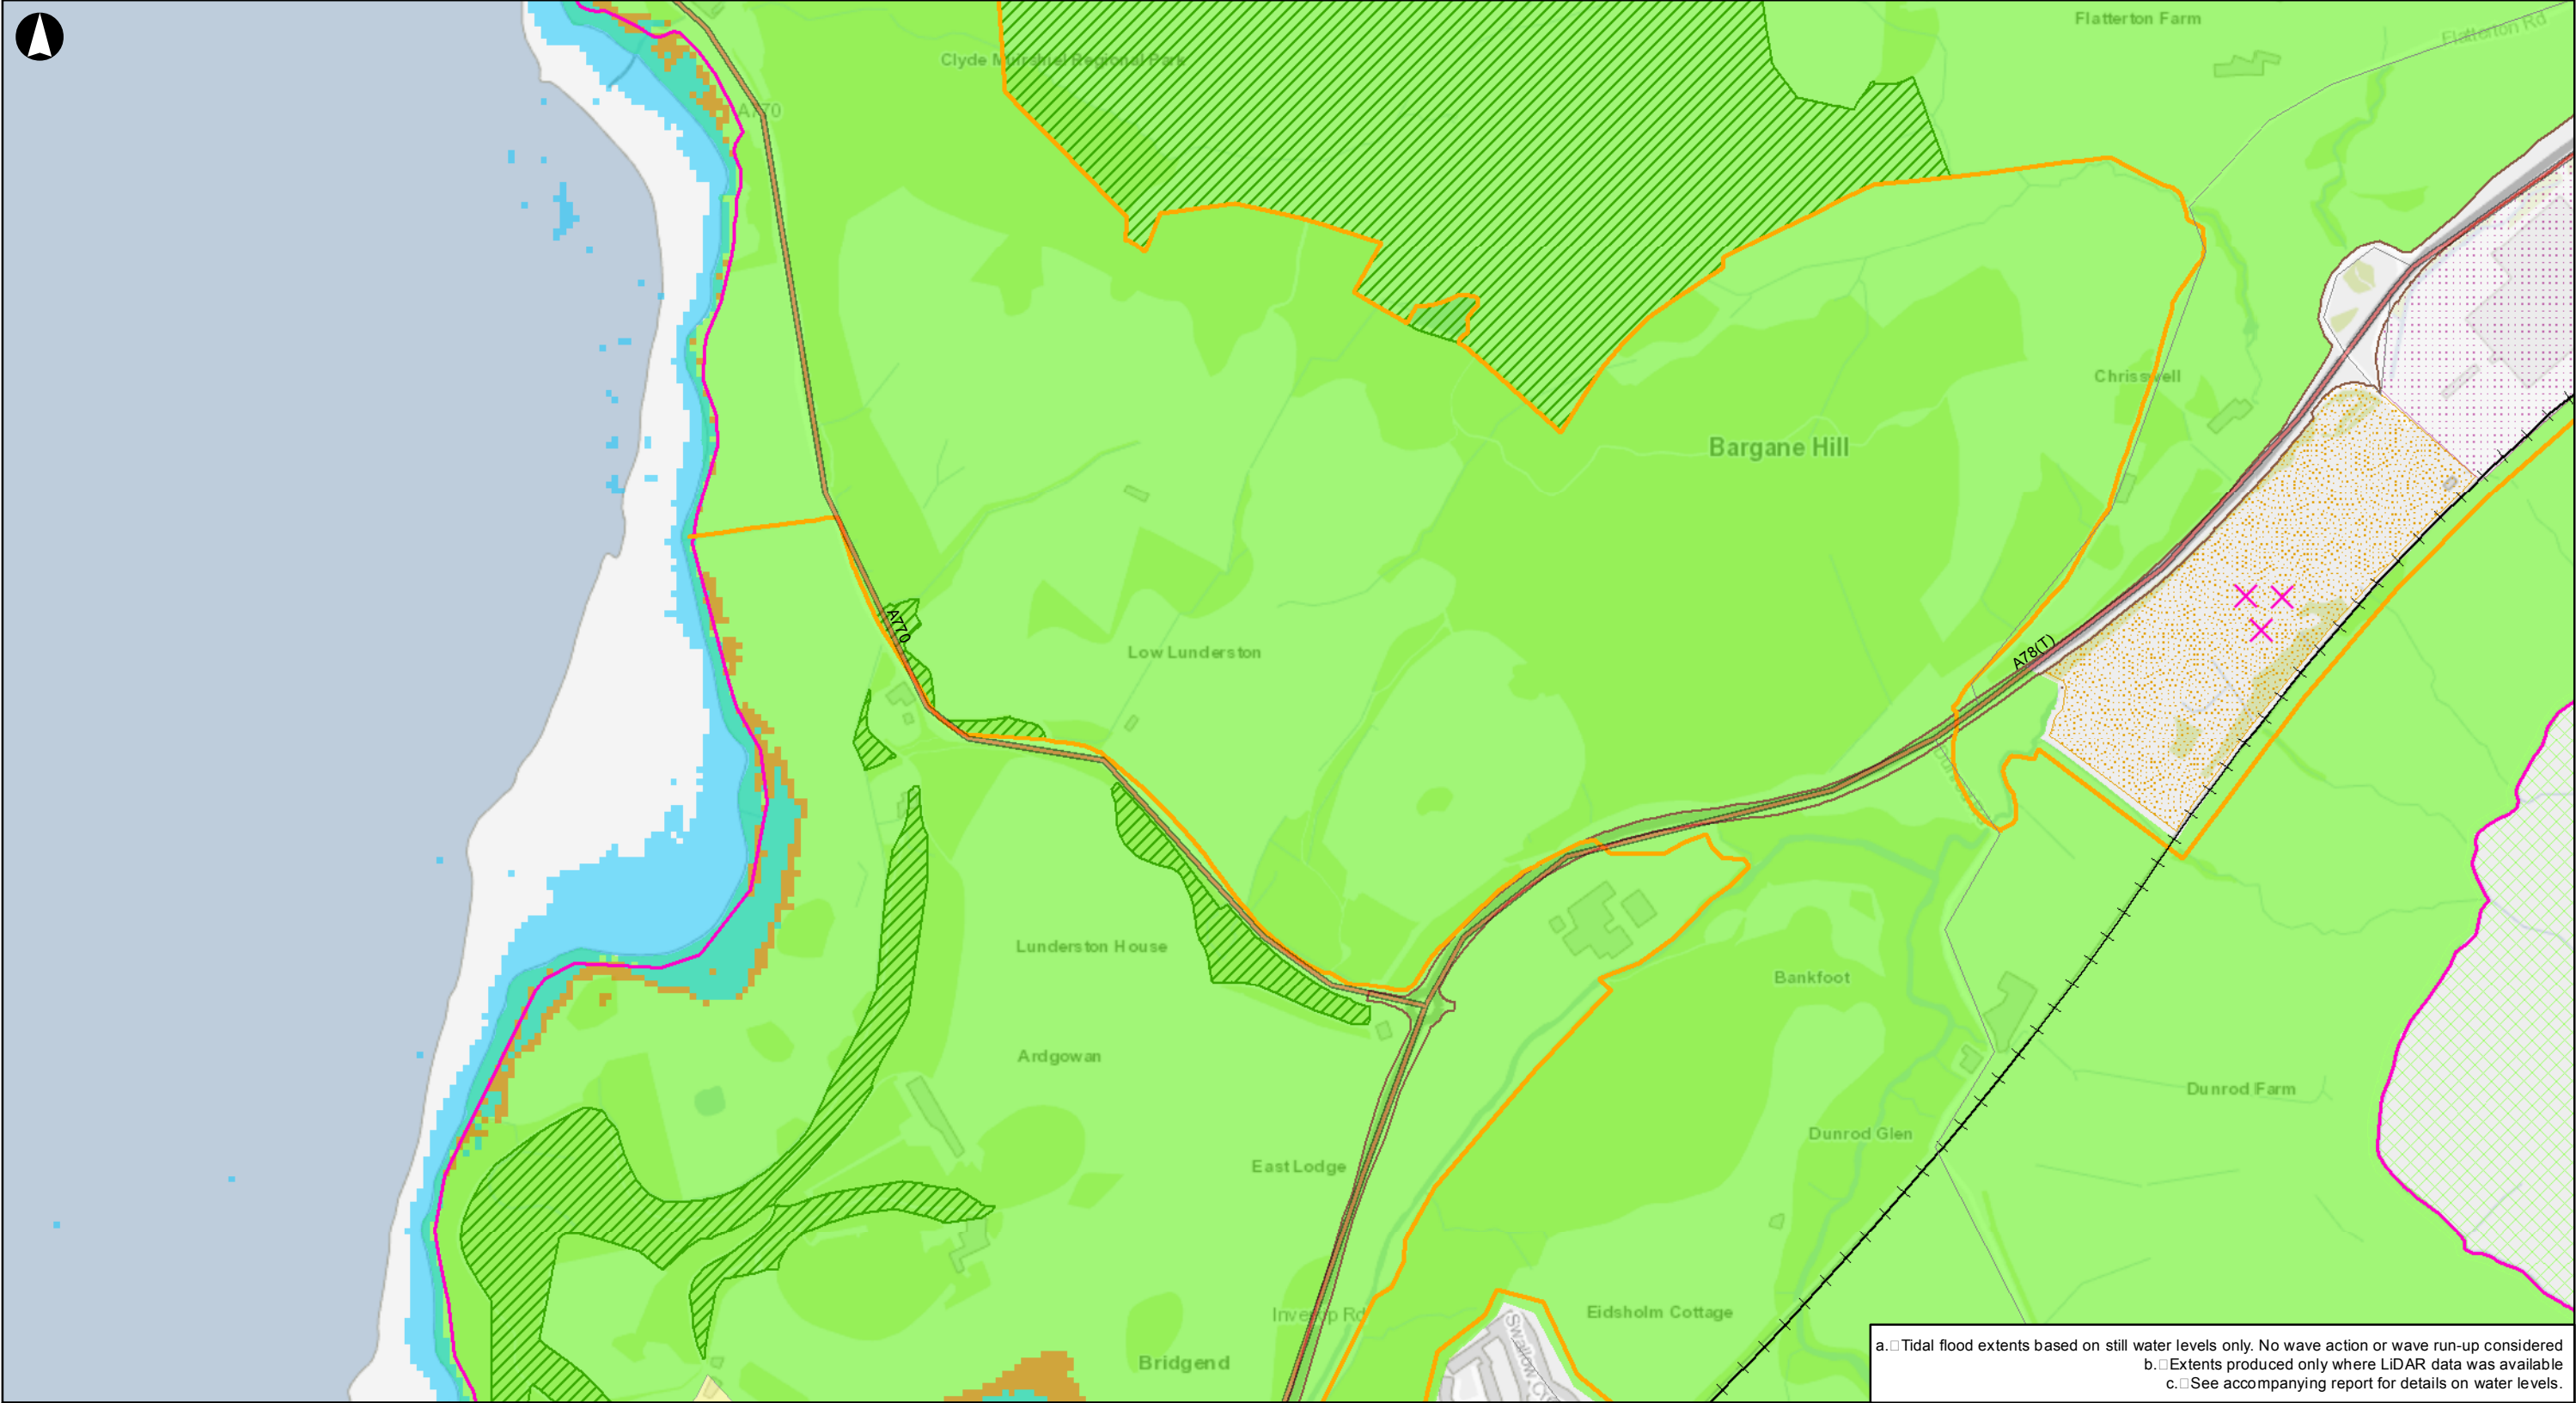 Flatterton Farm
Flatterton Rd
Clyde Muirshiel Regional Park
A770
Chrisswell
Bargane Hill
A770
Low Lunderston
A78(T)
Lunderston House
Bankfoot
Ardgowan
Dunrod Farm
Dunrod Glen
East Lodge
Inverkip Rd
Eidsholm Cottage
Bridgend
a. Tidal flood extents based on still water levels only. No wave action or wave run-up considered
b. Extents produced only where LiDAR data was available
c. See accompanying report for details on water levels.